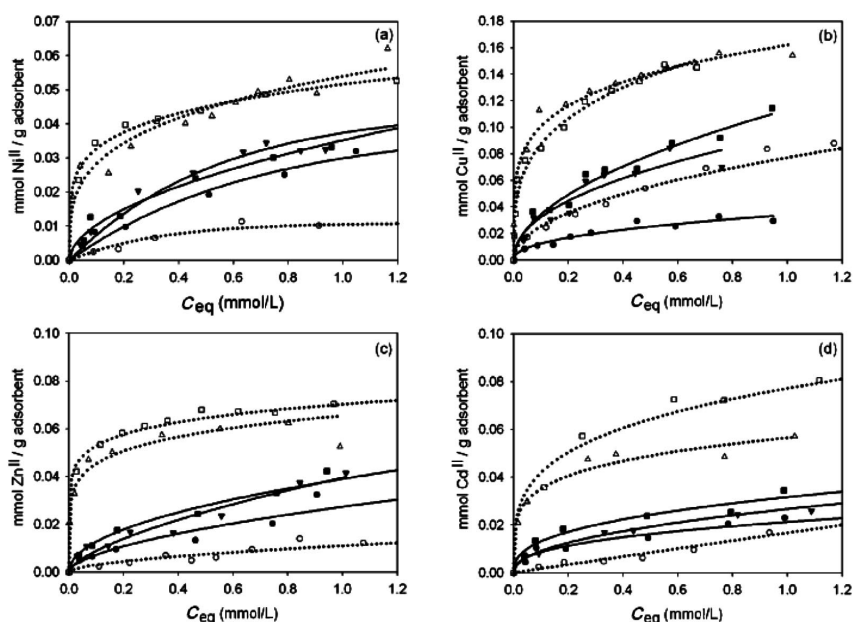 (a)
mmol Ni^II / g adsorbent
0.07
0.06
0.05
0.04
0.03
0.02
0.01
0.00
0.0 0.2 0.4 0.6 0.8 1.0 1.2
Ceq (mmol/L)
(b)
mmol Cu^II / g adsorbent
0.18
0.16
0.14
0.12
0.10
0.08
0.06
0.04
0.02
0.00
0.0 0.2 0.4 0.6 0.8 1.0 1.2
Ceq (mmol/L)
(c)
mmol Zn^II / g adsorbent
0.10
0.08
0.06
0.04
0.02
0.00
0.0 0.2 0.4 0.6 0.8 1.0 1.2
Ceq (mmol/L)
(d)
mmol Cd^II / g adsorbent
0.10
0.08
0.06
0.04
0.02
0.00
0.0 0.2 0.4 0.6 0.8 1.0 1.2
Ceq (mmol/L)